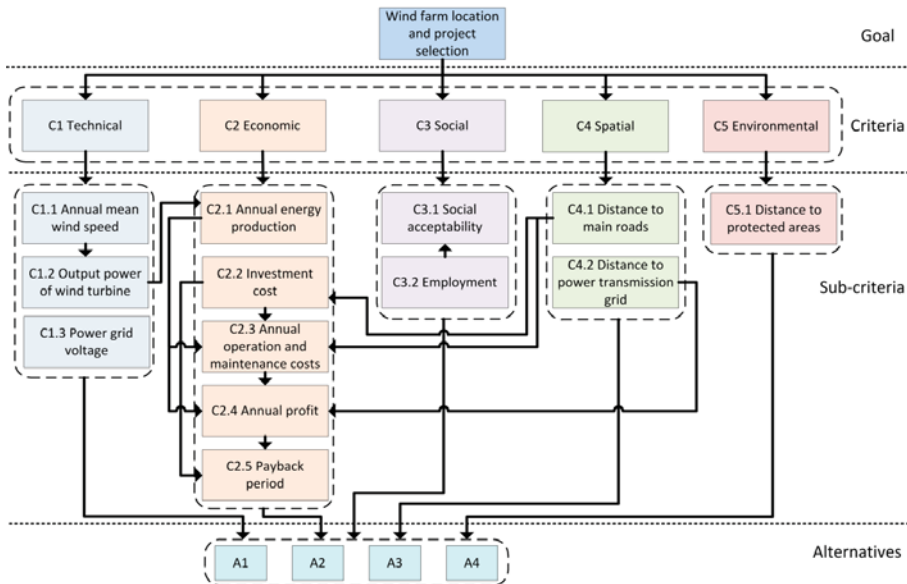 Wind farm location
and project
selection
Goal
C1 Technical
C2 Economic
C3 Social
C4 Spatial
C5 Environmental
Criteria
C1.1 Annual mean
wind speed
C1.2 Output power
of wind turbine
C1.3 Power grid
voltage
C2.1 Annual energy
production
C2.2 Investment
cost
C2.3 Annual
operation and
maintenance costs
C2.4 Annual profit
C2.5 Payback
period
C3.1 Social
acceptability
C3.2 Employment
C4.1 Distance to
main roads
C4.2 Distance to
power transmission
grid
C5.1 Distance to
protected areas
Sub-criteria
A1
A2
A3
A4
Alternatives